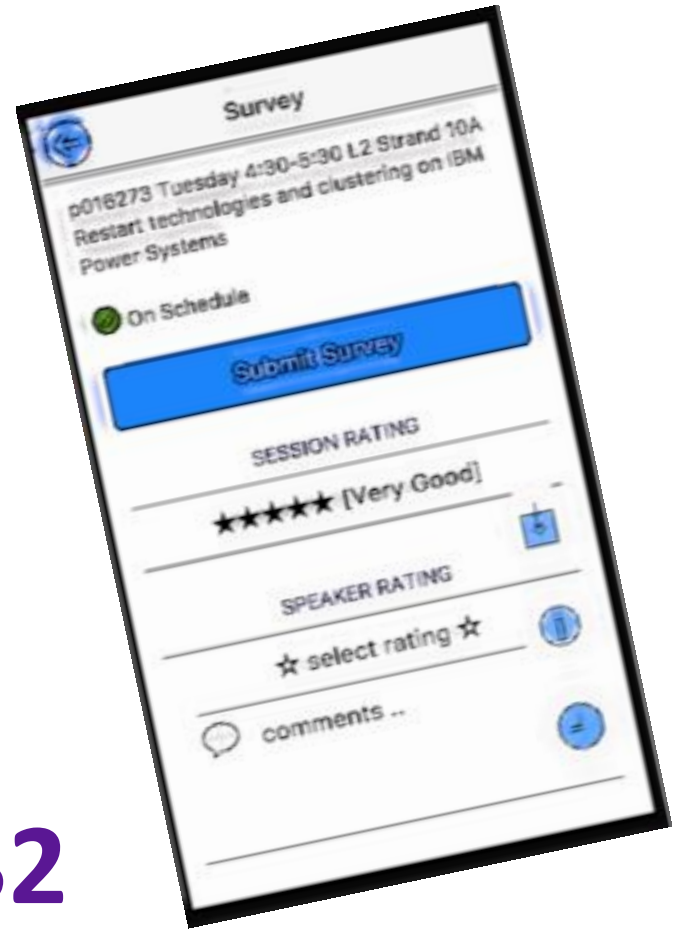 Survey
p016273 Tuesday 4:30-5:30 L2 Strand 10A
Restart technologies and clustering on IBM
Power Systems
On Schedule
Submit Survey
SESSION RATING
★★★★★ [Very Good]
SPEAKER RATING
☆ select rating ☆
comments ..
2